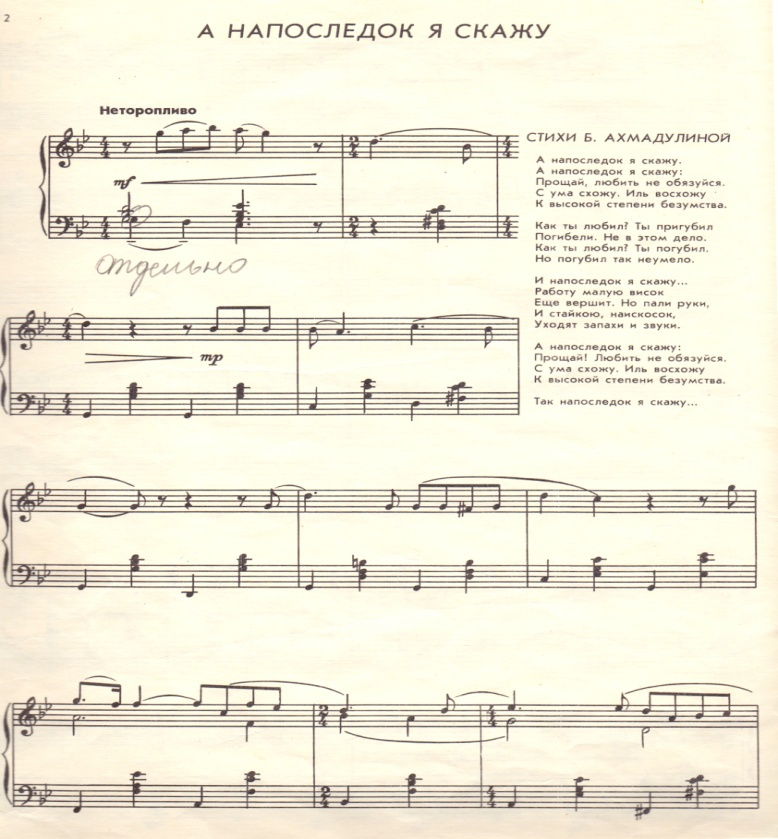 2
А НАПОСЛЕДОК Я СКАЖУ
Неторопливо
СТИХИ Б. АХМАДУЛИНОЙ
А напоследок я скажу.
А напоследок я скажу:
Прощай, любить не обязуйся.
С ума схожу. Иль восхожу
К высокой степени безумства.
Как ты любил? Ты пригубил
Погибели. Не в этом дело.
Как ты любил? Ты погубил.
Но погубил так неумело.
И напоследок я скажу...
Работу малую висок
Еще вершит. Но пали руки,
И стайкою, наискосок,
Уходят запахи и звуки.
А напоследок я скажу:
Прощай! Любить не обязуйся.
С ума схожу. Иль восхожу
К высокой степени безумства.
Так напоследок я скажу...
mf
отдельно
mp